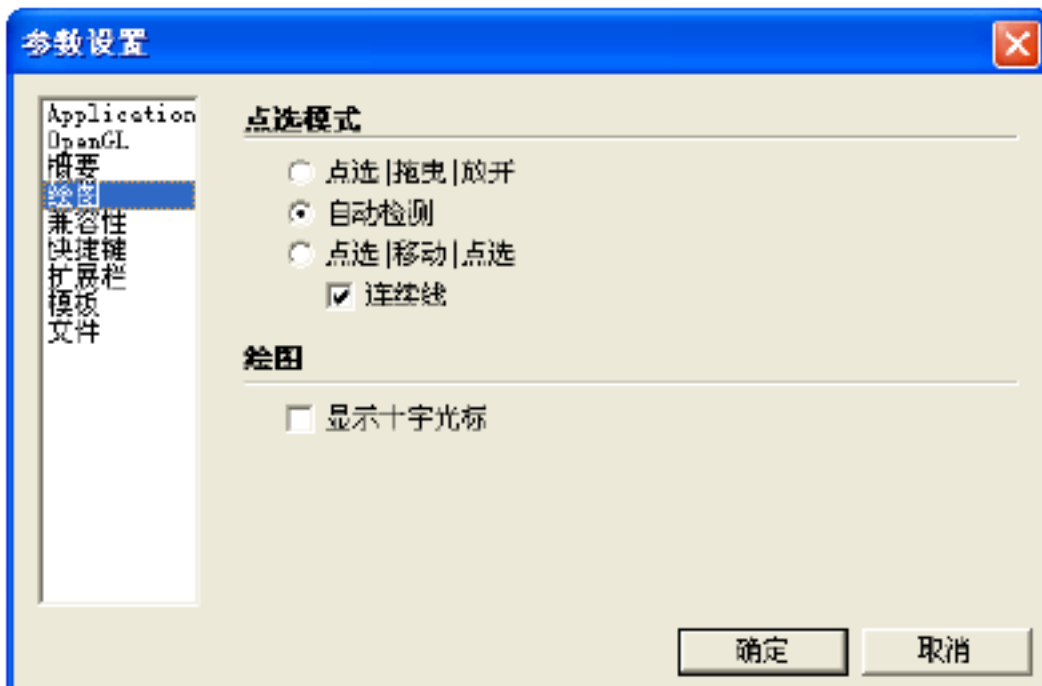 参数设置
Application
OpenGL
概要
绘图
兼容性
快捷键
扩展栏
模板
文件
点选模式
点选|拖曳|放开
自动检测
点选|移动|点选
连续线
绘图
显示十字光标
确定
取消